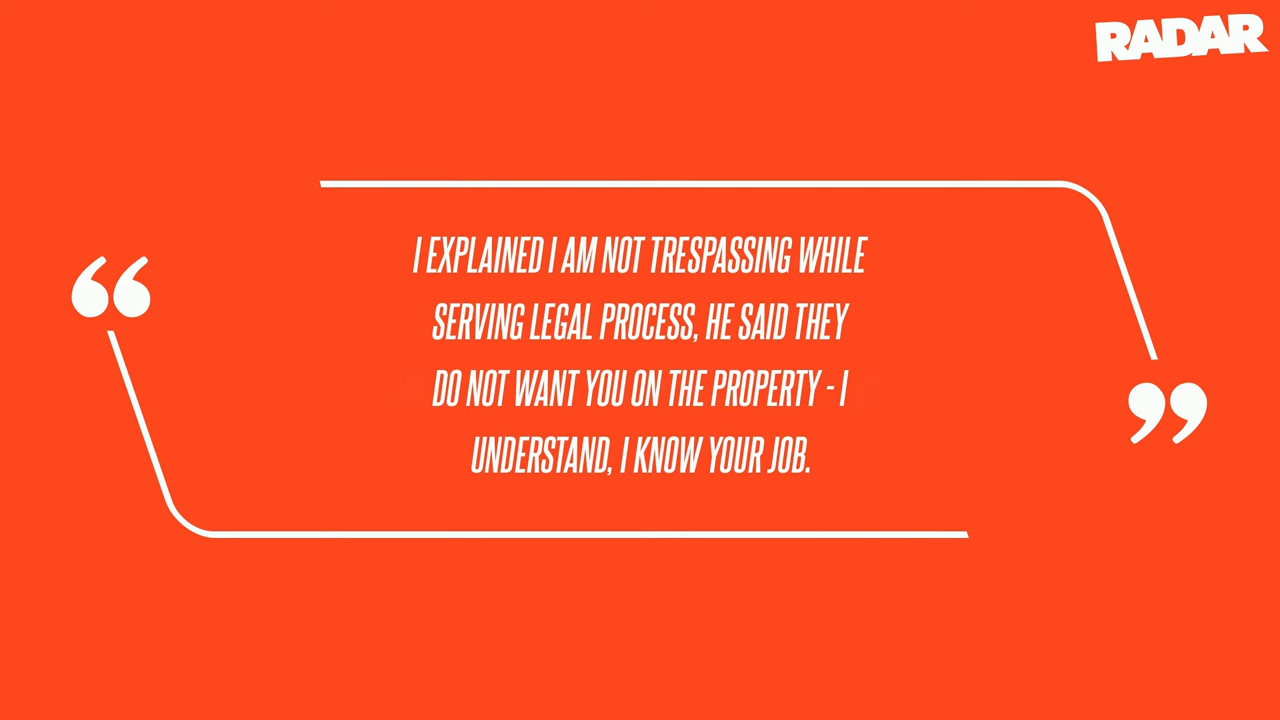 RADAR
“
I EXPLAINED I AM NOT TRESPASSING WHILE
SERVING LEGAL PROCESS, HE SAID THEY
DO NOT WANT YOU ON THE PROPERTY - I
UNDERSTAND, I KNOW YOUR JOB.
”